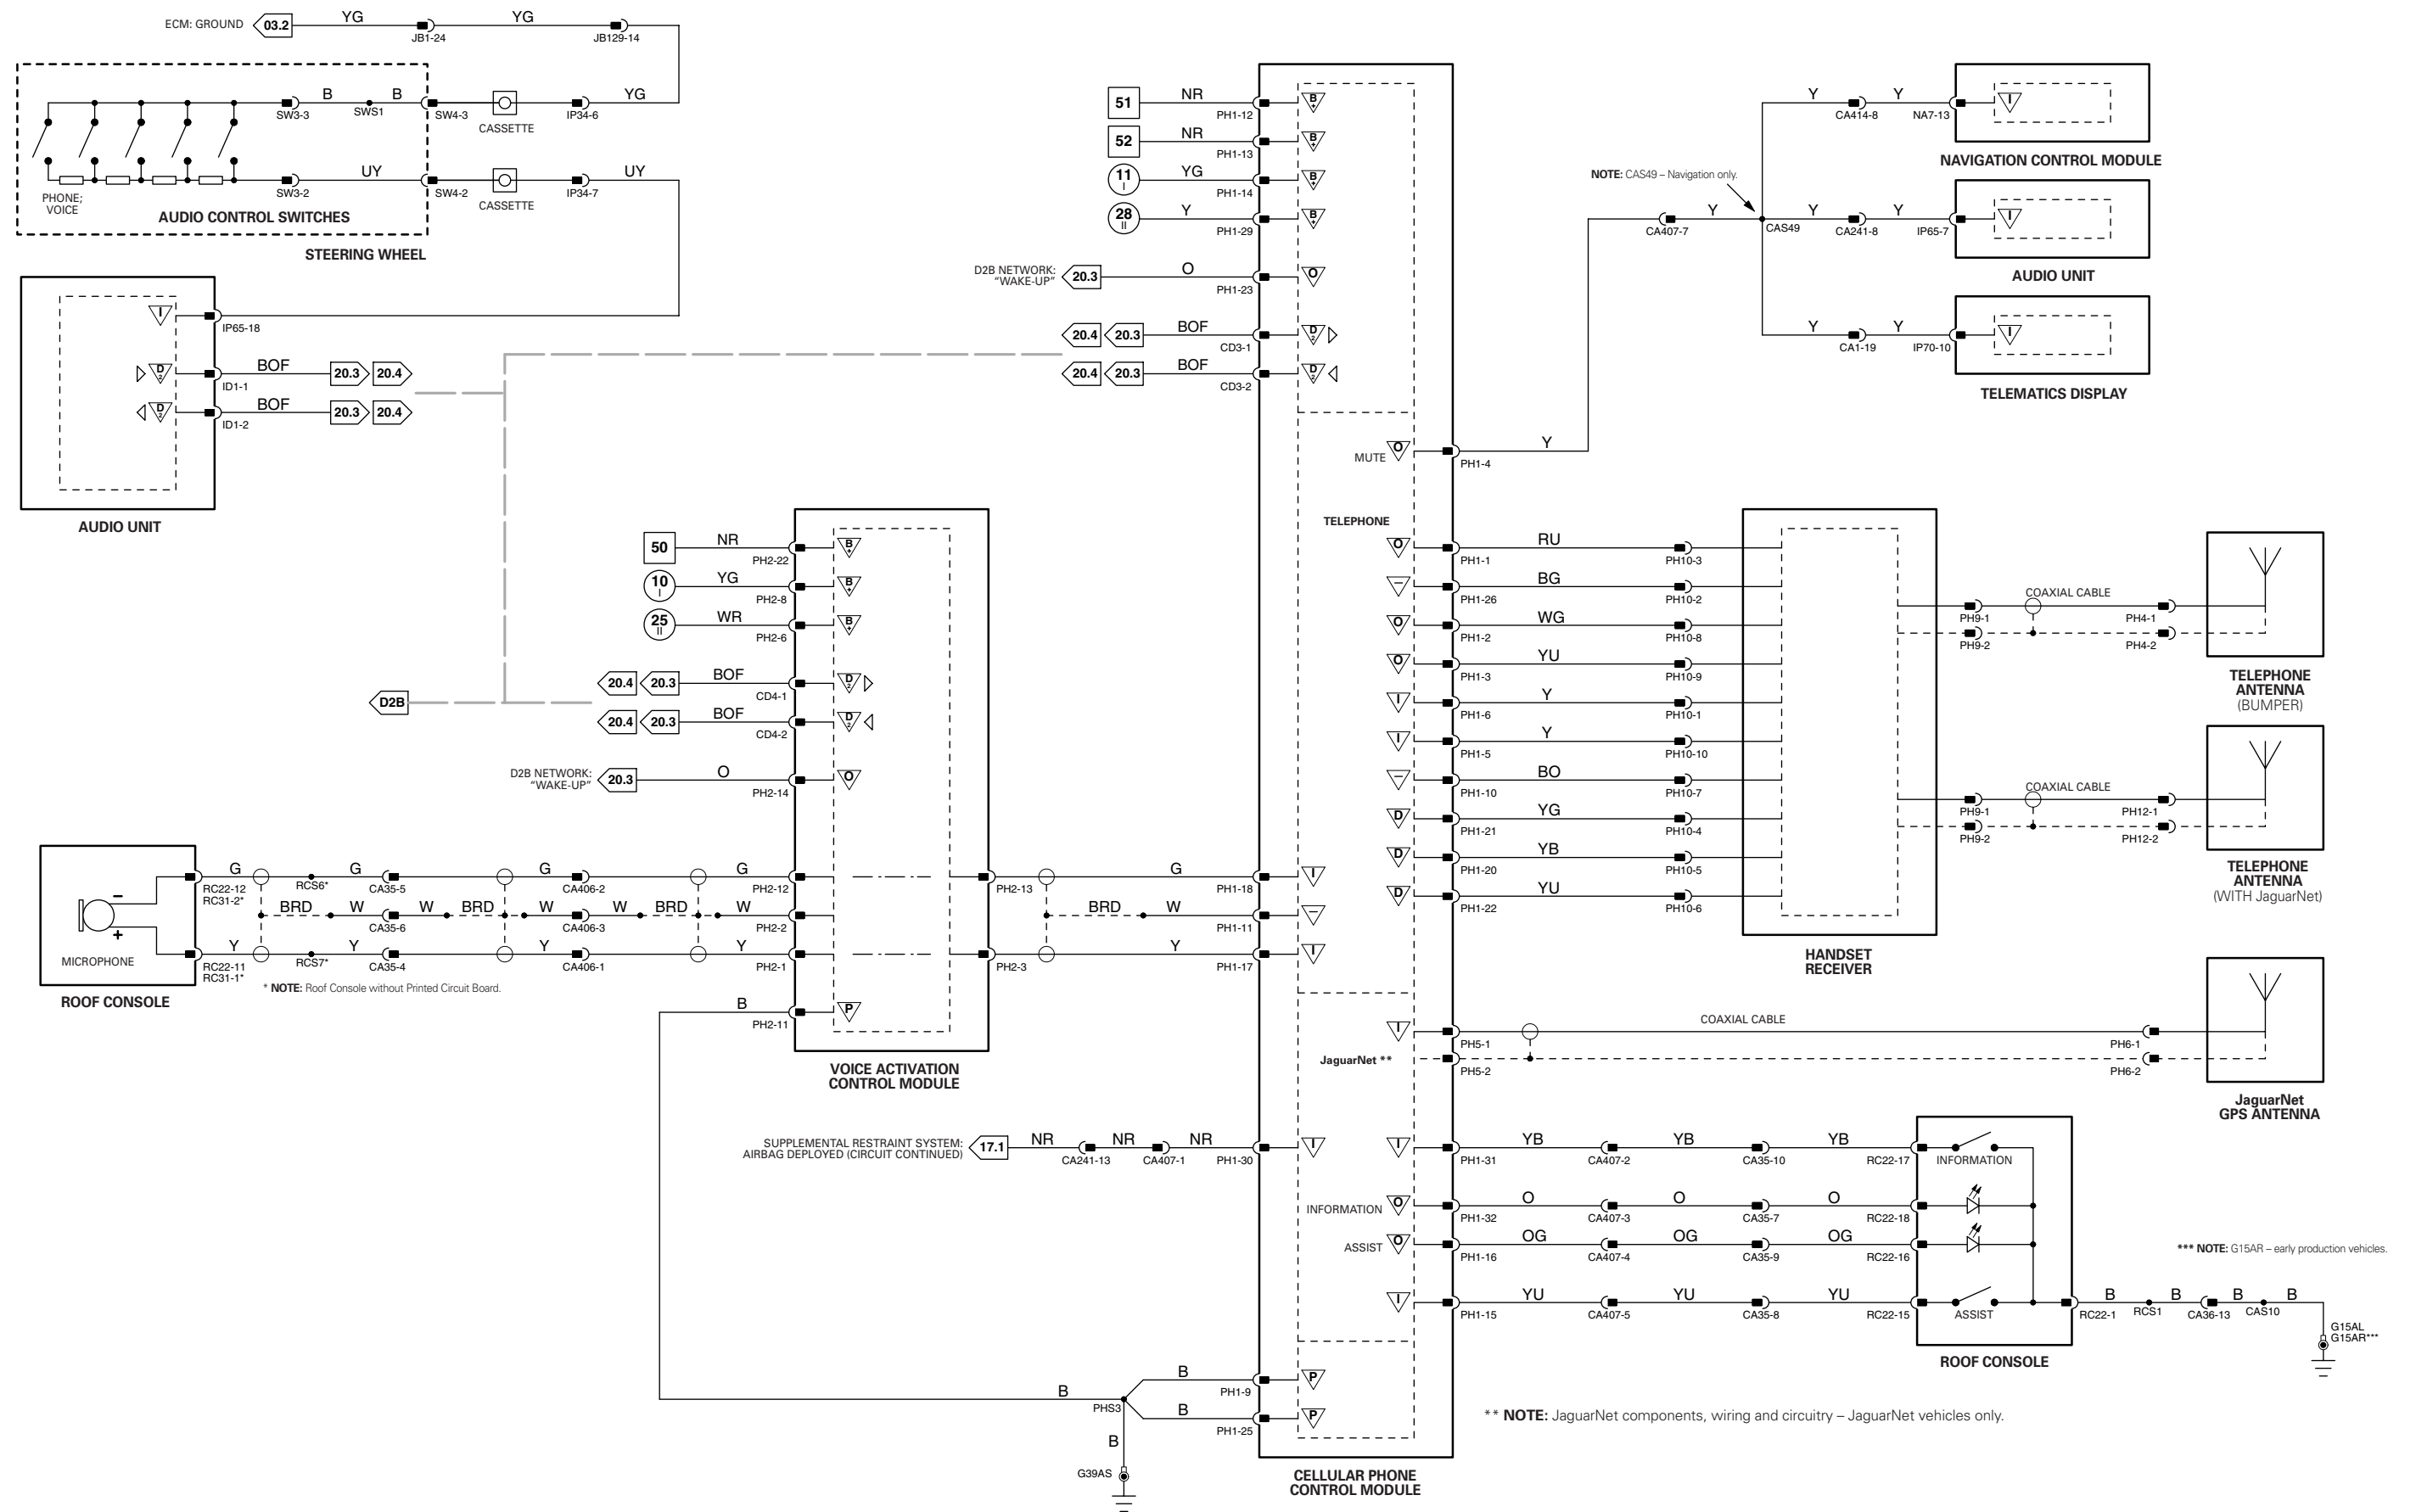 ECM: GROUND
03.2
YG
JB1-24
YG
JB129-14
B
SW3-3
SWS1
B
SW4-3
CASSETTE
IP34-6
YG
UY
SW3-2
SW4-2
CASSETTE
IP34-7
UY
PHONE;
VOICE
AUDIO CONTROL SWITCHES
STEERING WHEEL
I
IP65-18
D
2
BOF
ID1-1
20.3
20.4
D
2
BOF
ID1-2
20.3
20.4
AUDIO UNIT
D2B
50
NR
PH2-22
B
+
10
I
YG
PH2-8
B
+
25
II
WR
PH2-6
B
+
20.4
20.3
BOF
CD4-1
D
2
20.4
20.3
BOF
CD4-2
D
2
D2B NETWORK:
"WAKE-UP"
20.3
O
PH2-14
O
MICROPHONE
–
+
ROOF CONSOLE
G
RC22-12
RC31-2*
RCS6*
G
CA35-5
G
CA406-2
G
PH2-12
BRD
W
CA35-6
W
BRD
W
CA406-3
W
BRD
W
PH2-2
Y
RC22-11
RC31-1*
RCS7*
Y
CA35-4
Y
CA406-1
Y
PH2-1
* NOTE: Roof Console without Printed Circuit Board.
B
PH2-11
P
VOICE ACTIVATION
CONTROL MODULE
PH2-13
G
PH1-18
I
BRD
W
PH1-11
–
PH2-3
Y
PH1-17
I
51
NR
PH1-12
B
+
52
NR
PH1-13
B
+
11
I
YG
PH1-14
B
+
28
II
Y
PH1-29
B
+
D2B NETWORK:
"WAKE-UP"
20.3
O
PH1-23
O
20.4
20.3
BOF
CD3-1
D
2
20.4
20.3
BOF
CD3-2
D
2
MUTE
O
PH1-4
Y
TELEPHONE
O
PH1-1
RU
PH10-3
–
PH1-26
BG
PH10-2
O
PH1-2
WG
PH10-8
O
PH1-3
YU
PH10-9
I
PH1-6
Y
PH10-1
I
PH1-5
Y
PH10-10
–
PH1-10
BO
PH10-7
D
PH1-21
YG
PH10-4
D
PH1-20
YB
PH10-5
D
PH1-22
YU
PH10-6
HANDSET
RECEIVER
NOTE: CAS49 – Navigation only.
CA407-7
Y
CAS49
Y
CA414-8
Y
NA7-13
I
NAVIGATION CONTROL MODULE
Y
CA241-8
Y
IP65-7
I
AUDIO UNIT
Y
CA1-19
Y
IP70-10
I
TELEMATICS DISPLAY
PH9-1
COAXIAL CABLE
PH4-1
PH9-2
PH4-2
TELEPHONE
ANTENNA
(BUMPER)
PH9-1
COAXIAL CABLE
PH12-1
PH9-2
PH12-2
TELEPHONE
ANTENNA
(WITH JaguarNet)
I
PH5-1
COAXIAL CABLE
PH6-1
JaguarNet **
PH5-2
PH6-2
JaguarNet
GPS ANTENNA
SUPPLEMENTAL RESTRAINT SYSTEM:
AIRBAG DEPLOYED (CIRCUIT CONTINUED)
17.1
NR
CA241-13
NR
CA407-1
NR
PH1-30
I
I
PH1-31
YB
CA407-2
YB
CA35-10
YB
RC22-17
INFORMATION
INFORMATION
O
PH1-32
O
CA407-3
O
CA35-7
O
RC22-18
ASSIST
O
PH1-16
OG
CA407-4
OG
CA35-9
OG
RC22-16
I
PH1-15
YU
CA407-5
YU
CA35-8
YU
RC22-15
ASSIST
RC22-1
B
RCS1
B
CA36-13
B
CAS10
B
G15AL
G15AR***
*** NOTE: G15AR – early production vehicles.
ROOF CONSOLE
B
PHS3
B
PH1-9
P
B
PH1-25
P
B
G39AS
CELLULAR PHONE
CONTROL MODULE
** NOTE: JaguarNet components, wiring and circuitry – JaguarNet vehicles only.